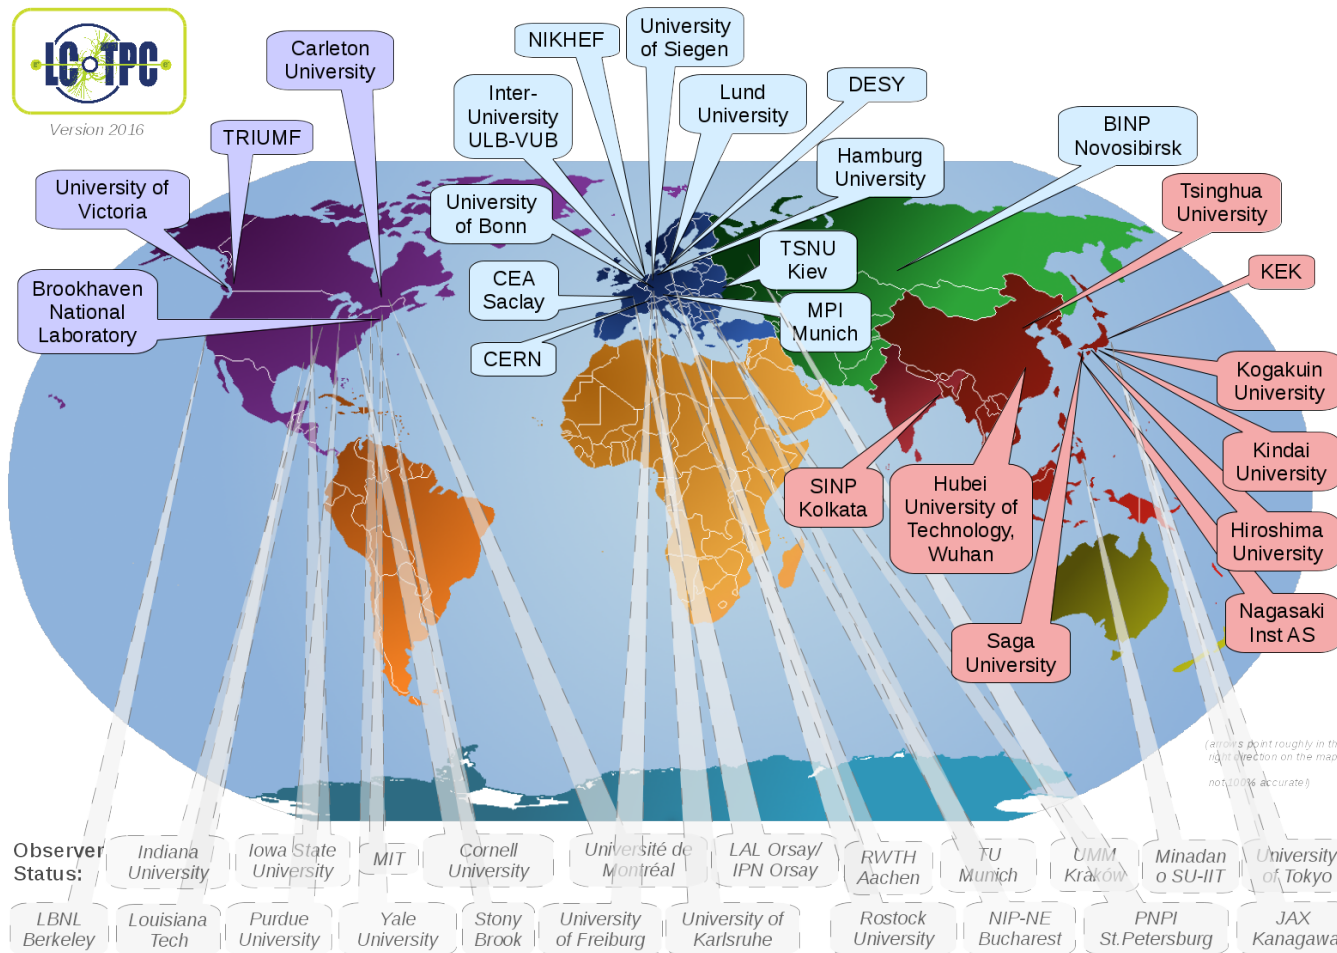 LC TPC
Version 2016
Carleton
University
TRIUMF
University of
Victoria
Brookhaven
National
Laboratory
NIKHEF
University
of Siegen
Inter-
University
ULB-VUB
Lund
University
DESY
Hamburg
University
BINP
Novosibirsk
University
of Bonn
TSNU
Kiev
CEA
Saclay
MPI
Munich
CERN
Tsinghua
University
KEK
Kogakuin
University
Kindai
University
SINP
Kolkata
Hubei
University of
Technology,
Wuhan
Hiroshima
University
Nagasaki
Inst AS
Saga
University
(arrows point roughly in th
right direction on the map
not 100% accurate!)
Observer
Status:
Indiana
University
Iowa State
University
MIT
Cornell
University
Université de
Montréal
LAL Orsay/
IPN Orsay
RWTH
Aachen
TU
Munich
UMM
Kraków
Minadan
o SU-IIT
University
of Tokyo
LBNL
Berkeley
Louisiana
Tech
Purdue
University
Yale
University
Stony
Brook
University
of Freiburg
University of
Karlsruhe
Rostock
University
NIP-NE
Bucharest
PNPI
St.Petersburg
JAX
Kanagawa